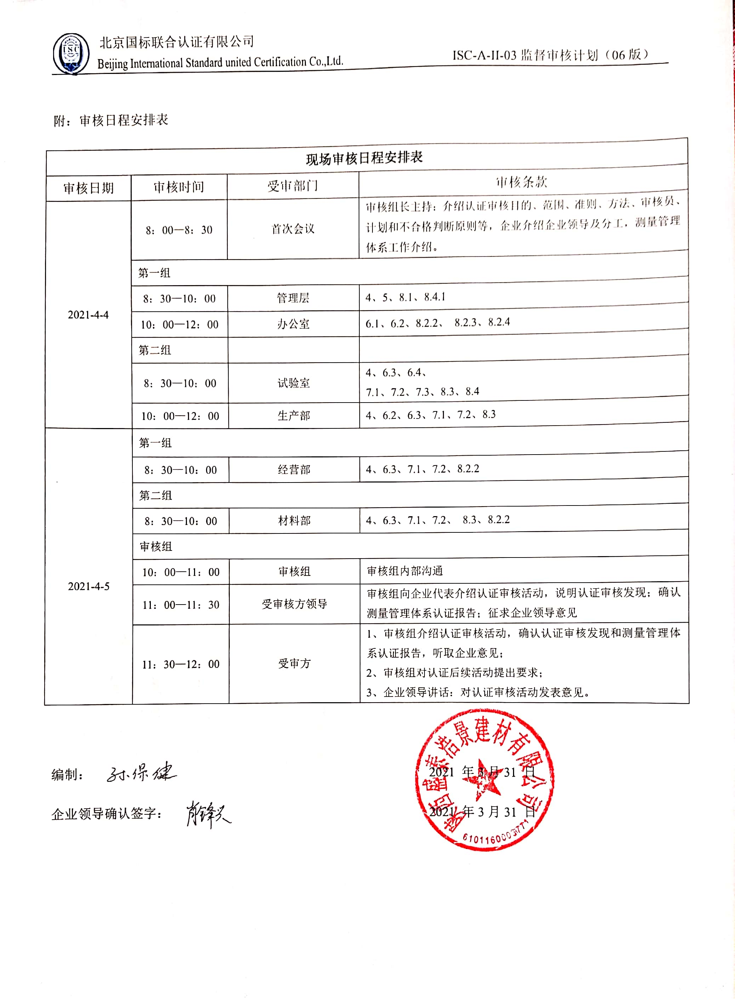 ISC
北京国标联合认证有限公司
Beijing International Standard united Certification Co.,Ltd.
ISC-A-II-03 监督审核计划（06 版）
附：审核日程安排表
现场审核日程安排表
审核日期 审核时间 受审部门 审核条款
2021-4-4
8：00—8：30 首次会议
审核组长主持：介绍认证审核目的、范围、准则、方法、审核员、
计划和不合格判断原则等，企业介绍企业领导及分工，测量管理
体系工作介绍。
第一组
8：30—10：00 管理层 4、5、8.1、8.4.1
10：00—12：00 办公室 6.1、6.2、8.2.2、 8.2.3、8.2.4
第二组
8：30—10：00 试验室
4、6.3、6.4、
7.1、7.2、7.3、8.3、8.4
10：00—12：00 生产部 4、6.2、6.3、7.1、7.2、8.3
2021-4-5
第一组
8：30—10：00 经营部 4、6.3、7.1、7.2、8.2.2
第二组
8：30—10：00 材料部 4、6.3、7.1、7.2、 8.3、8.2.2
审核组
10：00—11：00 审核组 审核组内部沟通
11：00—11：30 受审核方领导
审核组向企业代表介绍认证审核活动，说明认证审核发现；确认
测量管理体系认证报告；征求企业领导意见
11：30—12：00 受审方
1、审核组介绍认证审核活动，确认认证审核发现和测量管理体
系认证报告，听取企业意见；
2、审核组对认证后续活动提出要求；
3、企业领导讲话：对认证审核活动发表意见。
编制： 孙保健 2021 年 3 月 31 日
企业领导确认签字： 肖锋 2021 年 3 月 31 日
陕西 浩景建材有限公司
6101160003771